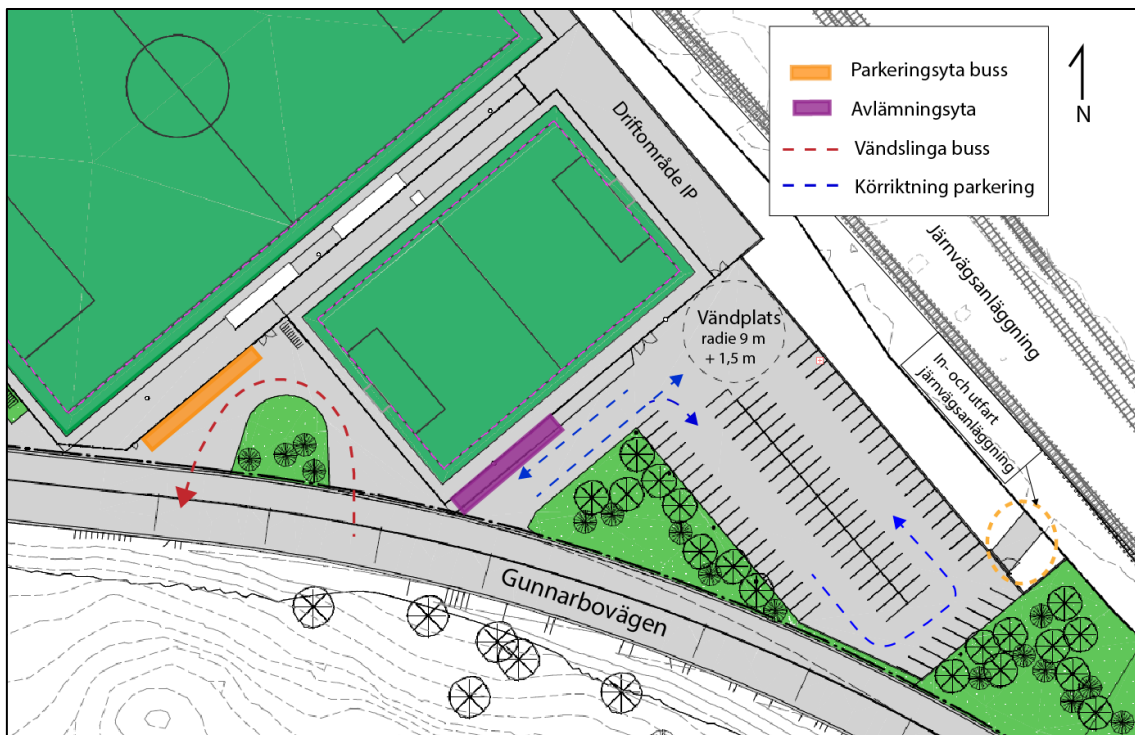 Parkeringsyta buss
Avlämningsyta
Vändslinga buss
Körriktning parkering
N
Driftområde IP
Järnvägsanläggning
Vändplats
radie 9 m
+ 1,5 m
In- och utfart
järnvägsanläggning
Gunnarbovägen